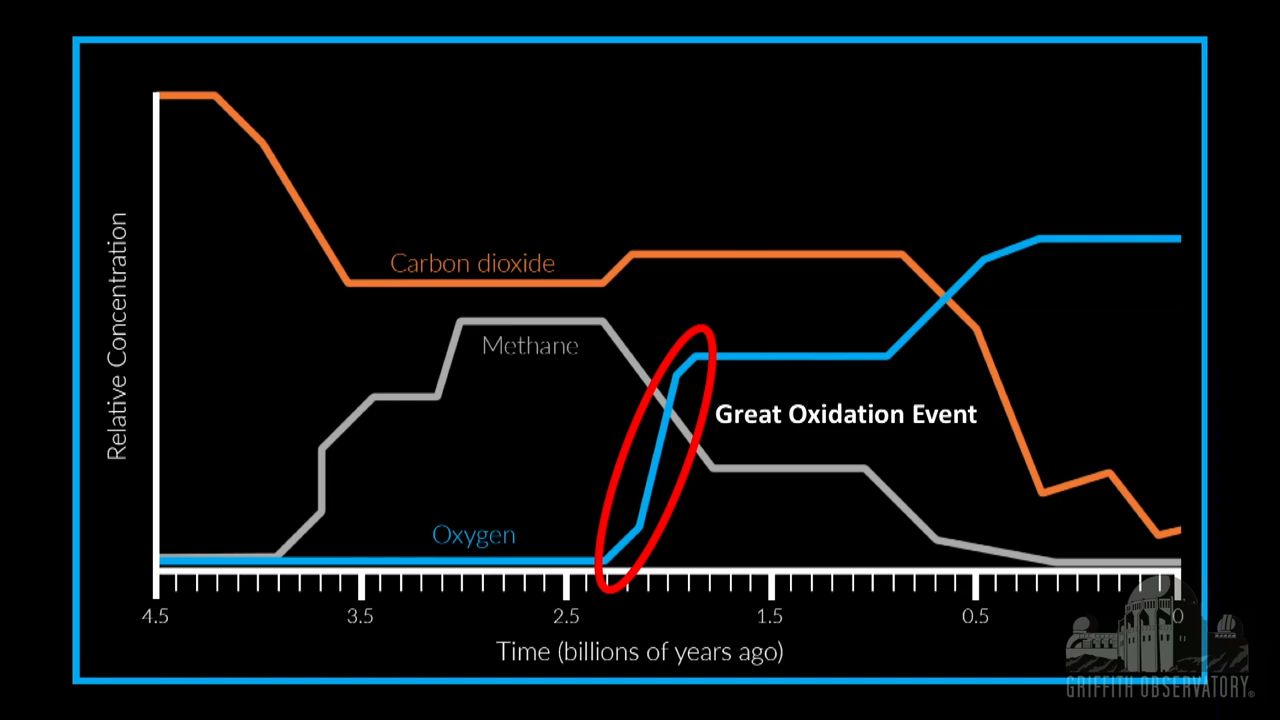 Relative Concentration
Carbon dioxide
Methane
Great Oxidation Event
Oxygen
4.5 3.5 2.5 1.5 0.5 0
Time (billions of years ago)
GRIFFITH OBSERVATORY®